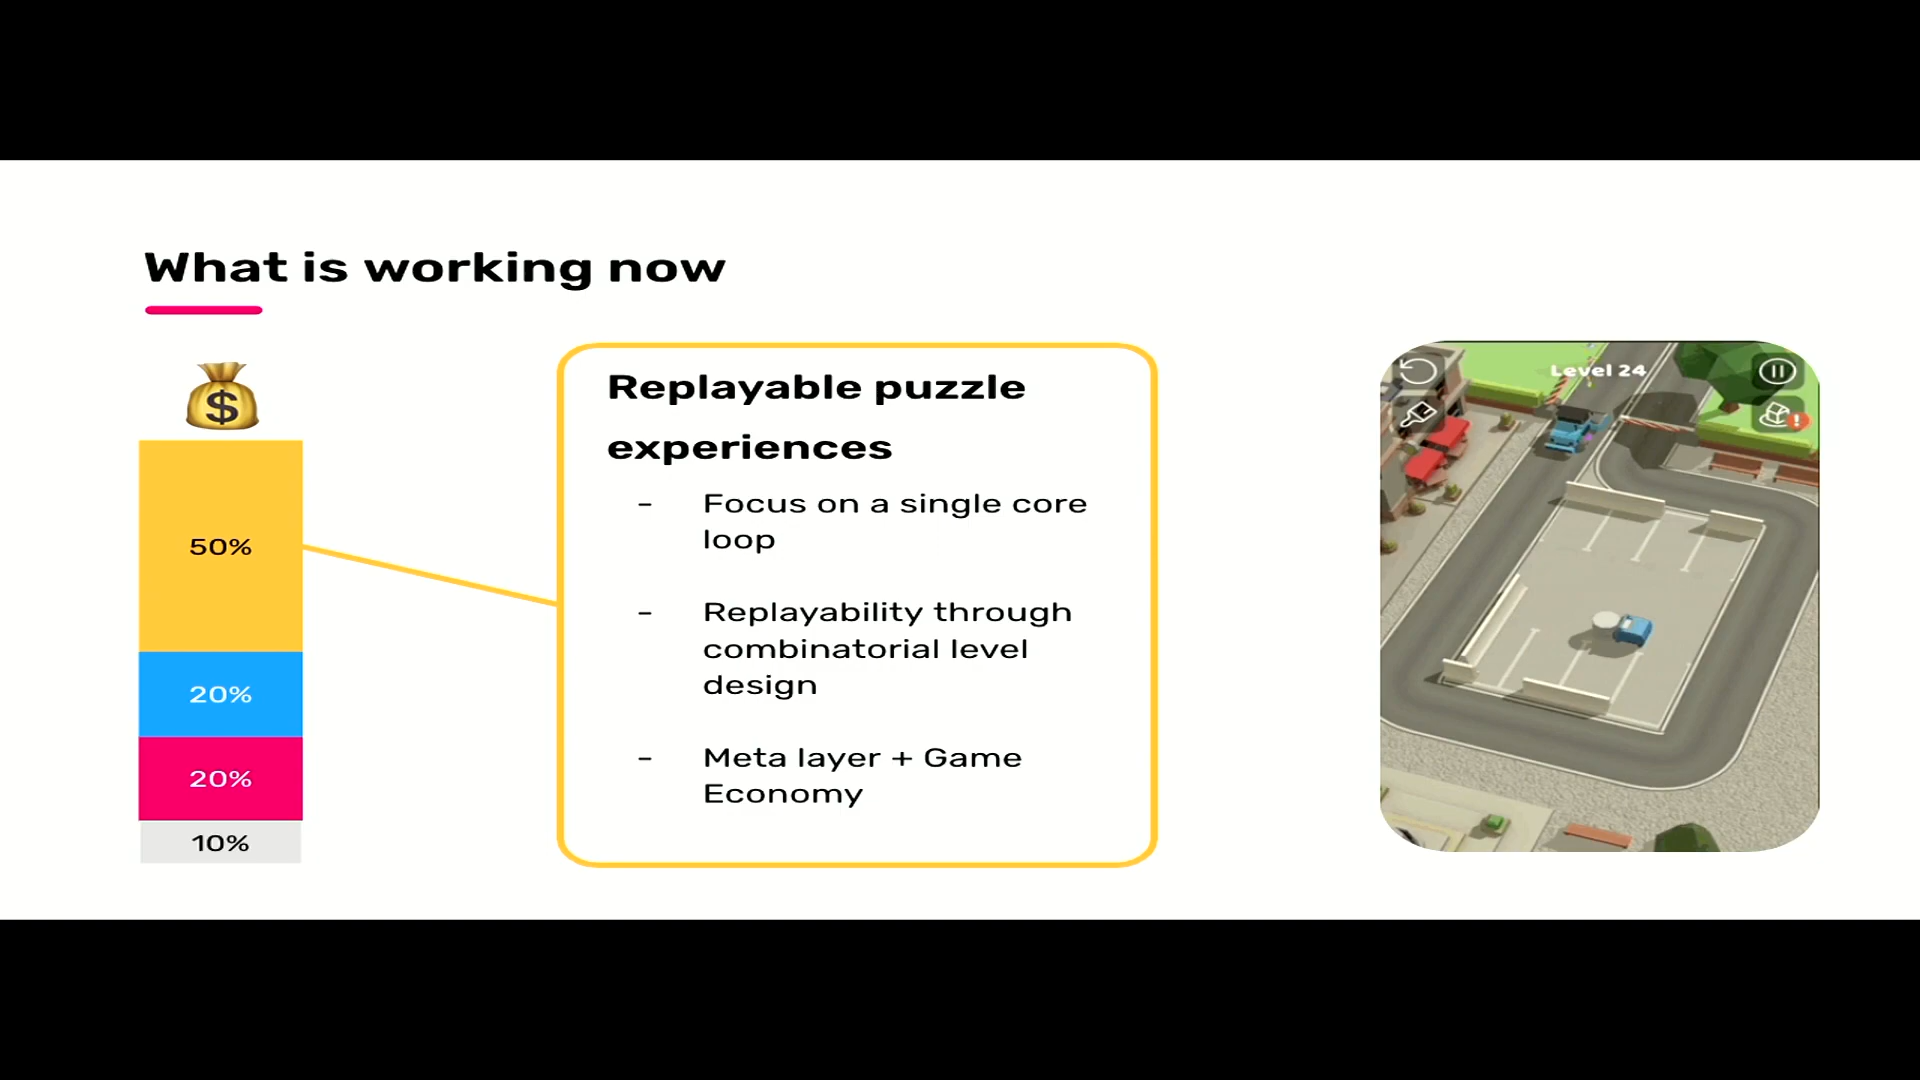 What is working now
$
50%
20%
20%
10%
Replayable puzzle
experiences
- Focus on a single core
loop
- Replayability through
combinatorial level
design
- Meta layer + Game
Economy
Level 24
!